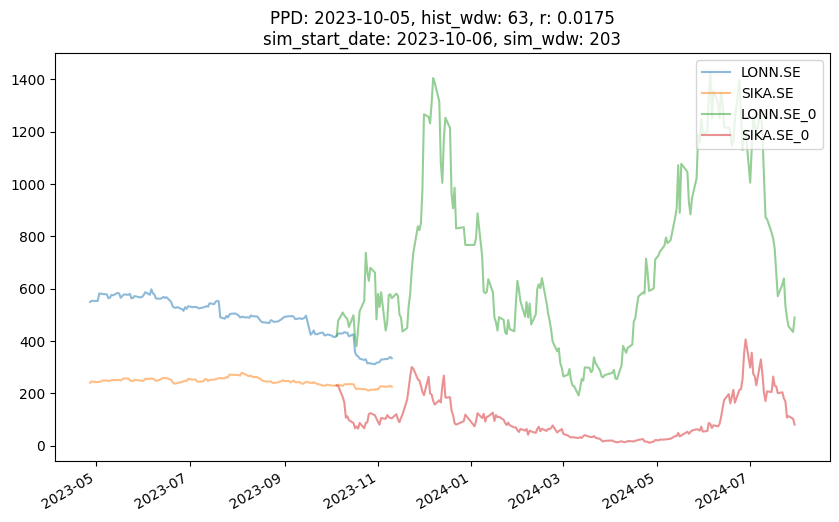 PPD: 2023-10-05, hist_wdw: 63, r: 0.0175
sim_start_date: 2023-10-06, sim_wdw: 203
LONN.SE
SIKA.SE
LONN.SE_0
SIKA.SE_0
1400
1200
1000
800
600
400
200
0
2023-05
2023-07
2023-09
2023-11
2024-01
2024-03
2024-05
2024-07